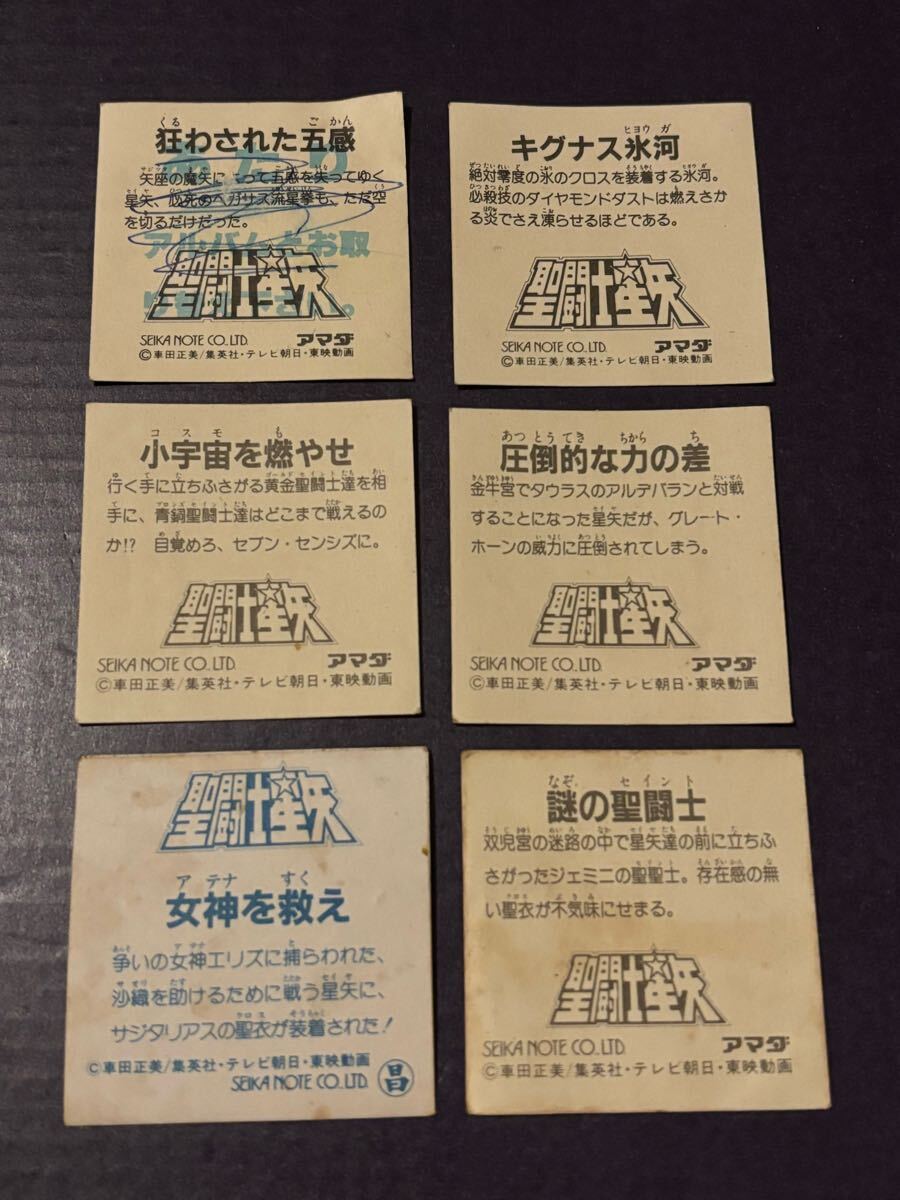 狂わされた五感
矢座の魔矢によって五感を失ってゆく
星矢、必死のペガサス流星拳も、ただ空
を切るだけだった。
あたり
アルバムとお取
聖闘士星矢
SEIKA NOTE CO.,LTD. アマダ
©車田正美/集英社・テレビ朝日・東映動画
キグナス氷河
絶対零度の氷のクロスを装着する氷河。
必殺技のダイヤモンドダストは燃えさか
る炎でさえ凍らせるほどである。
聖闘士星矢
SEIKA NOTE CO.,LTD. アマダ
©車田正美/集英社・テレビ朝日・東映動画
小宇宙を燃やせ
行く手に立ちふさがる黄金聖闘士達を相
手に、青銅聖闘士達はどこまで戦えるの
か!? 目覚めろ、セブン・センシズに。
聖闘士星矢
SEIKA NOTE CO.,LTD. アマダ
©車田正美/集英社・テレビ朝日・東映動画
圧倒的な力の差
金牛宮でタウラスのアルデバランと対戦
することになった星矢だが、グレート・
ホーンの威力に圧倒されてしまう。
聖闘士星矢
SEIKA NOTE CO.,LTD. アマダ
©車田正美/集英社・テレビ朝日・東映動画
聖闘士星矢
女神を救え
争いの女神エリズに捕らわれた、
沙織を助けるために戦う星矢に、
サジタリアスの聖衣が装着された!
©車田正美/集英社・テレビ朝日・東映動画
SEIKA NOTE CO.,LTD. 昌
謎の聖闘士
双児宮の迷路の中で星矢達の前に立ちふ
さがったジェミニの聖聖士。存在感の無
い聖衣が不気味にせまる。
聖闘士星矢
SEIKA NOTE CO.,LTD. アマダ
©車田正美/集英社・テレビ朝日・東映動画